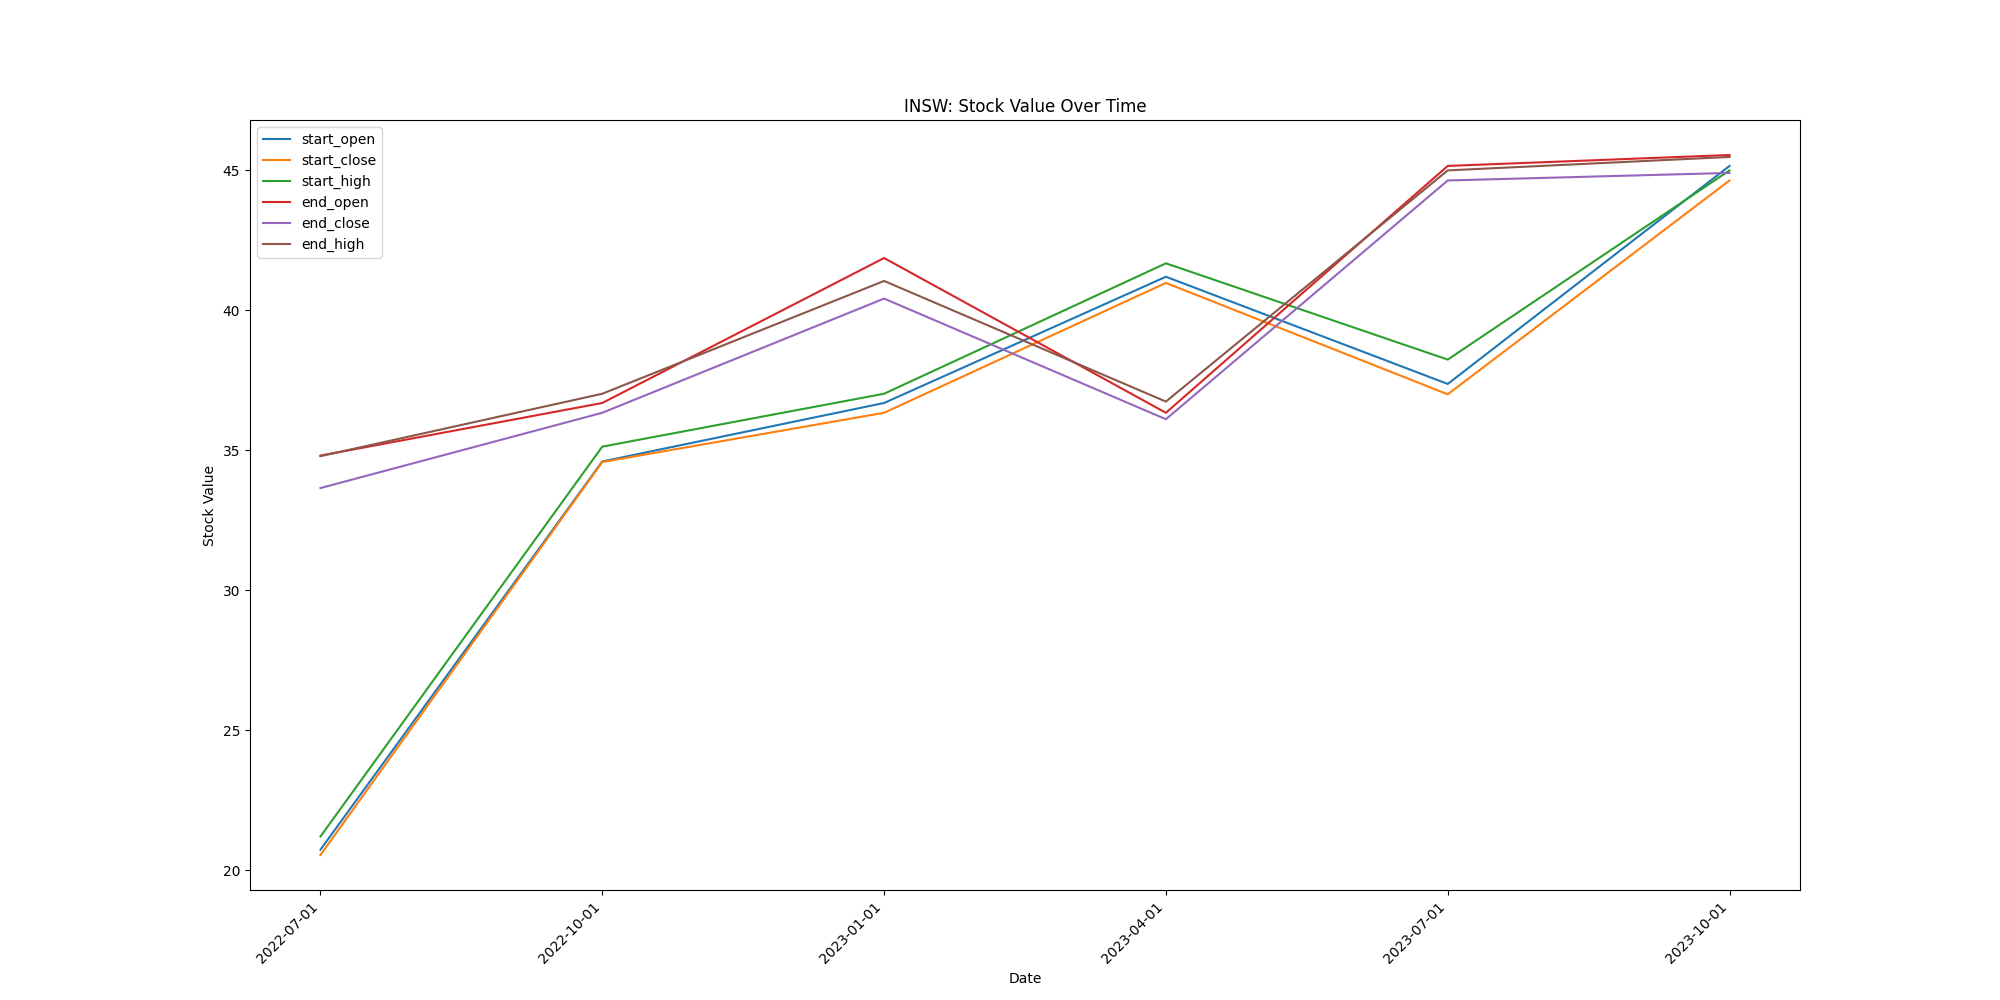 INSW: Stock Value Over Time
start_open
start_close
start_high
end_open
end_close
end_high
45
40
35
30
25
20
Stock Value
2022-07-01
2022-10-01
2023-01-01
2023-04-01
2023-07-01
2023-10-01
Date